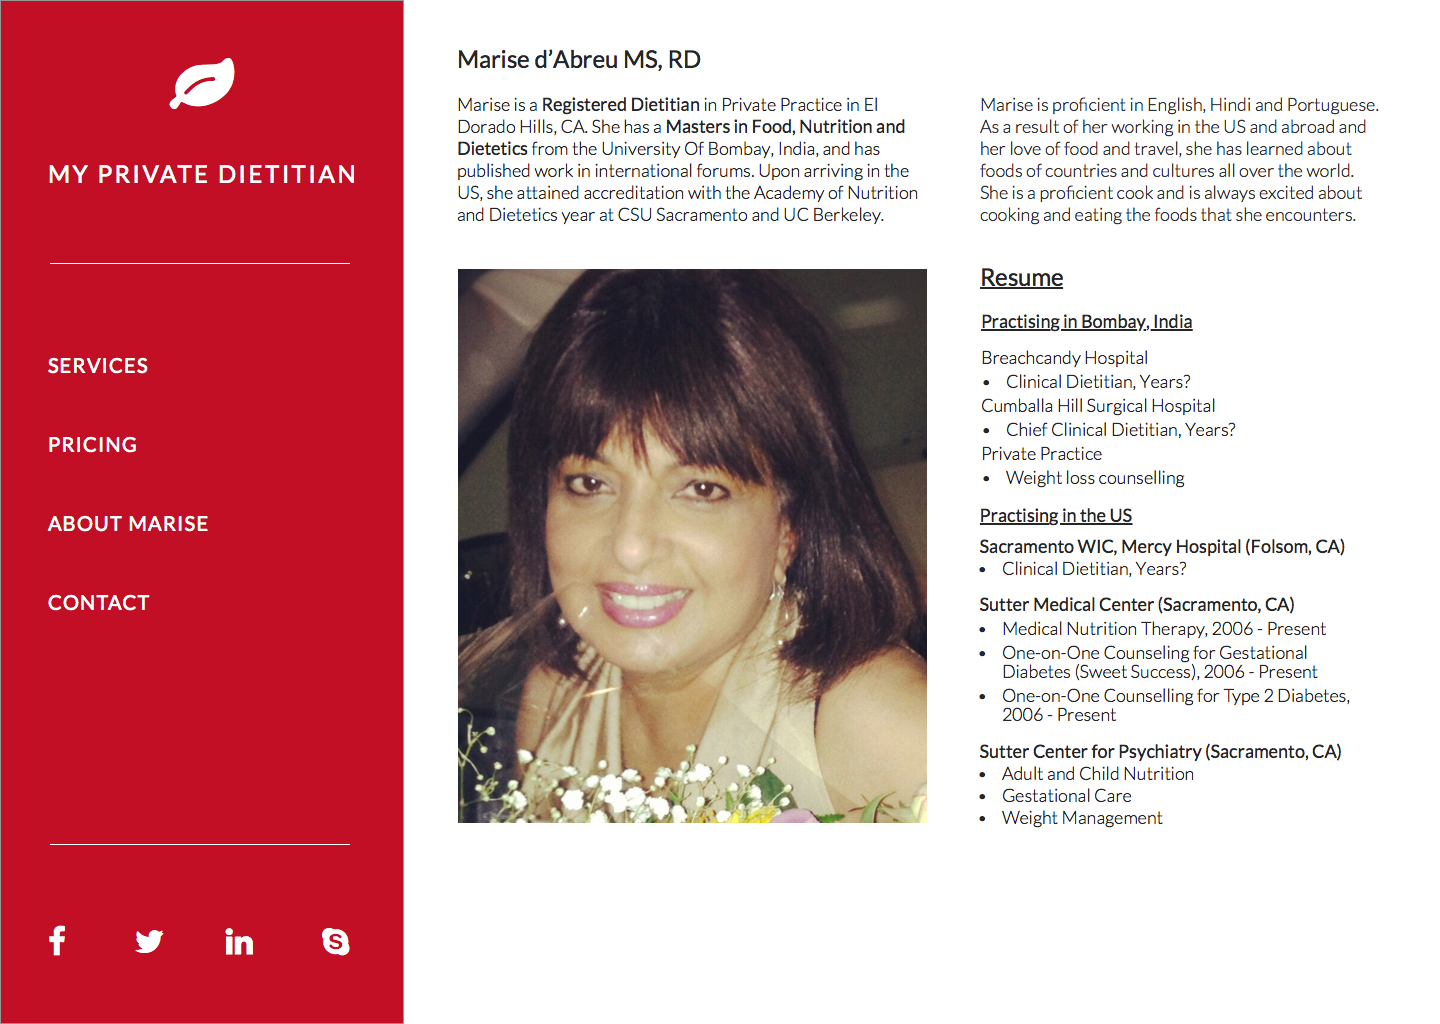 MY PRIVATE DIETITIAN
SERVICES
PRICING
ABOUT MARISE
CONTACT
Marise d’Abreu MS, RD
Marise is a Registered Dietitian in Private Practice in El
Dorado Hills, CA. She has a Masters in Food, Nutrition and
Dietetics from the University Of Bombay, India, and has
published work in international forums. Upon arriving in the
US, she attained accreditation with the Academy of Nutrition
and Dietetics year at CSU Sacramento and UC Berkeley.
Marise is proficient in English, Hindi and Portuguese.
As a result of her working in the US and abroad and
her love of food and travel, she has learned about
foods of countries and cultures all over the world.
She is a proficient cook and is always excited about
cooking and eating the foods that she encounters.
Resume
Practising in Bombay, India
Breachcandy Hospital
• Clinical Dietitian, Years?
Cumballa Hill Surgical Hospital
• Chief Clinical Dietitian, Years?
Private Practice
• Weight loss counselling
Practising in the US
Sacramento WIC, Mercy Hospital (Folsom, CA)
• Clinical Dietitian, Years?
Sutter Medical Center (Sacramento, CA)
• Medical Nutrition Therapy, 2006 - Present
• One-on-One Counseling for Gestational
Diabetes (Sweet Success), 2006 - Present
• One-on-One Counselling for Type 2 Diabetes,
2006 - Present
Sutter Center for Psychiatry (Sacramento, CA)
• Adult and Child Nutrition
• Gestational Care
• Weight Management